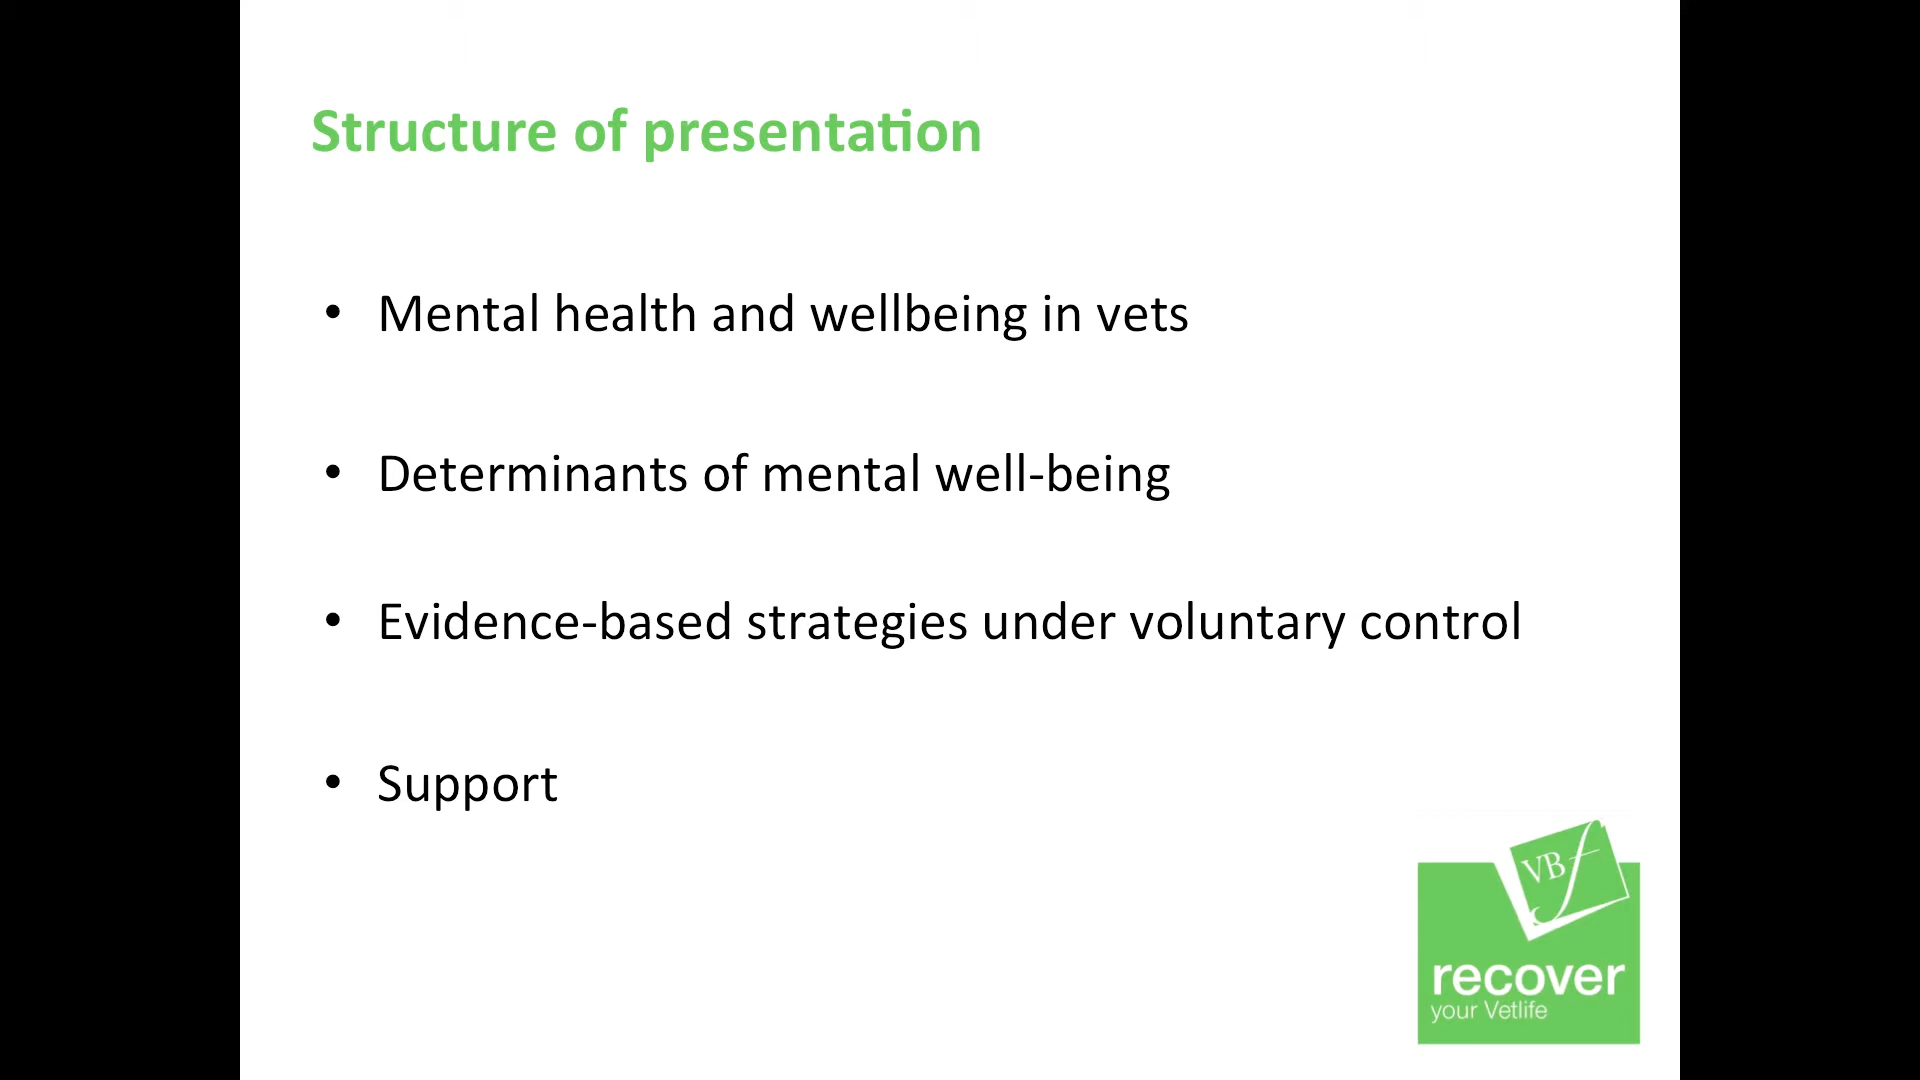 Structure of presentation
• Mental health and wellbeing in vets
• Determinants of mental well-being
• Evidence-based strategies under voluntary control
• Support
VBf
recover
your Vetlife